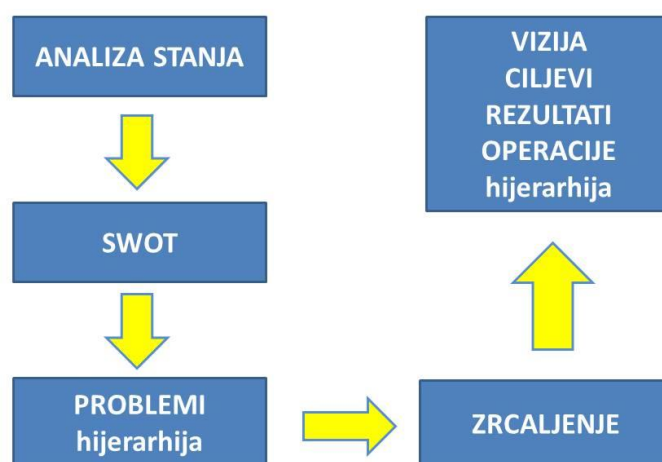 ANALIZA STANJA
SWOT
PROBLEMI
hijerarhija
ZRCALJENJE
VIZIJA
CILJEVI
REZULTATI
OPERACIJE
hijerarhija